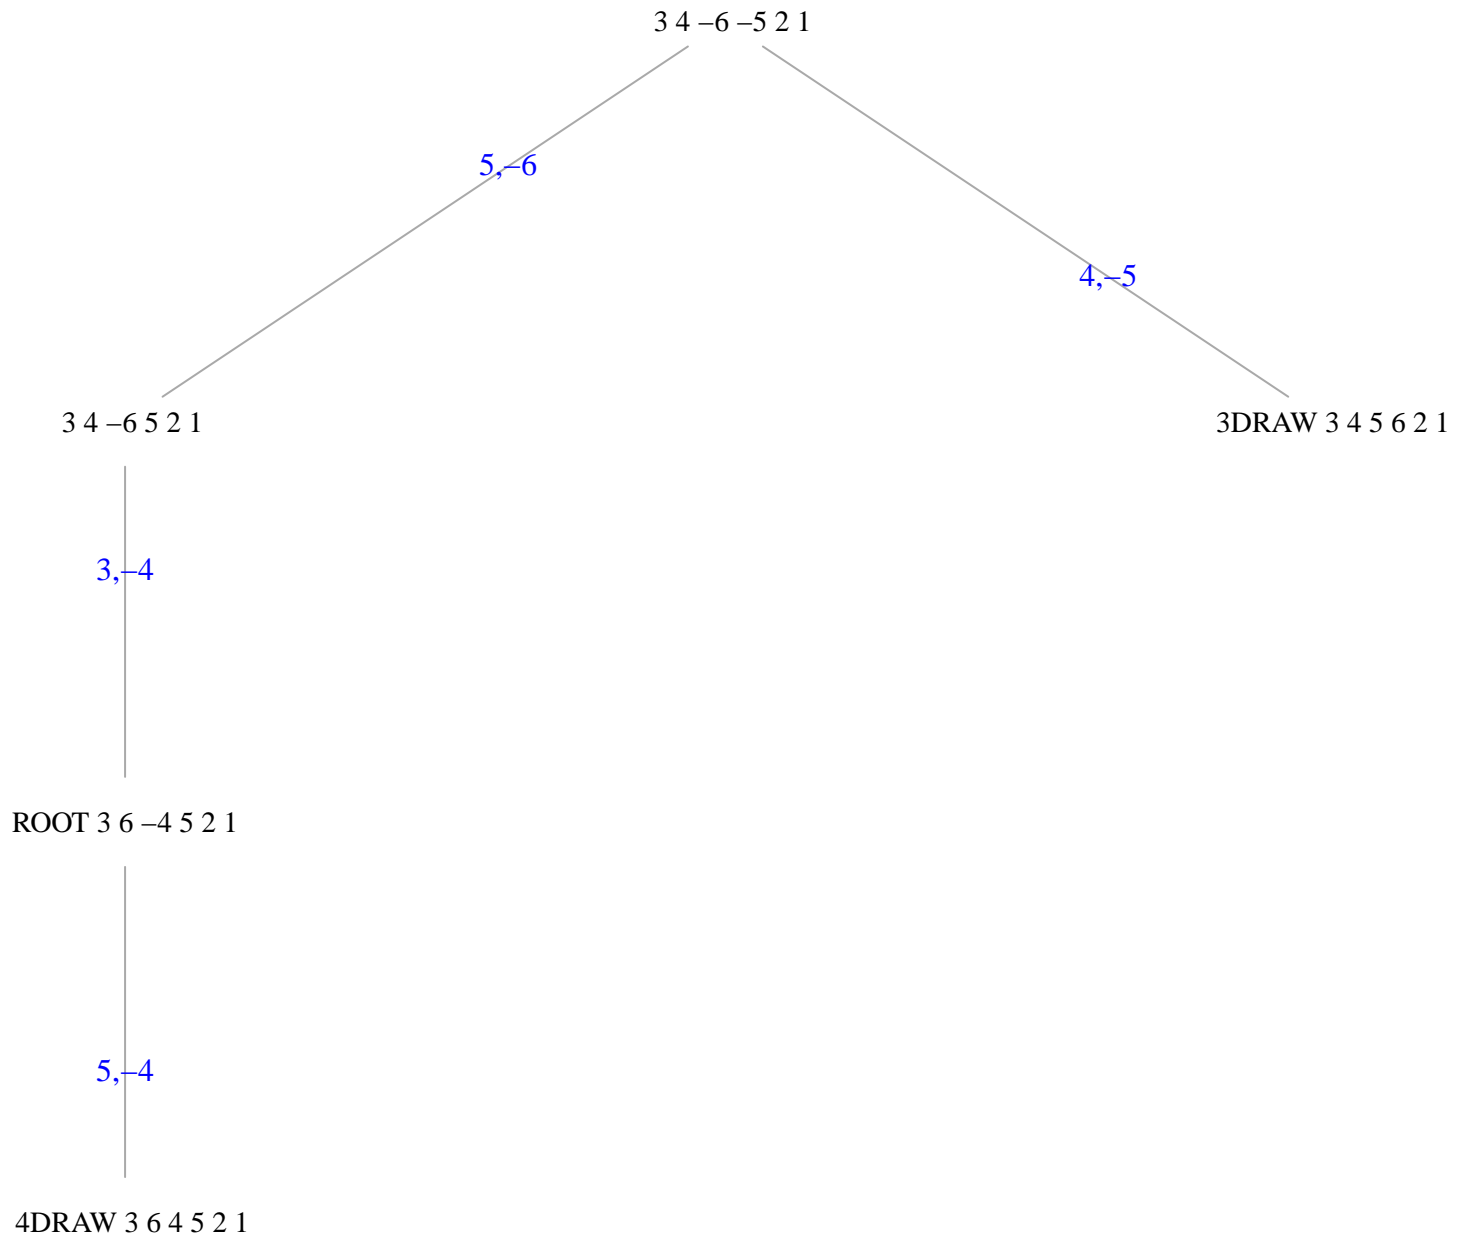 3 4 –6 –5 2 1
5,–6
4,–5
3 4 –6 5 2 1
3DRAW 3 4 5 6 2 1
3,–4
ROOT 3 6 –4 5 2 1
5,–4
4DRAW 3 6 4 5 2 1